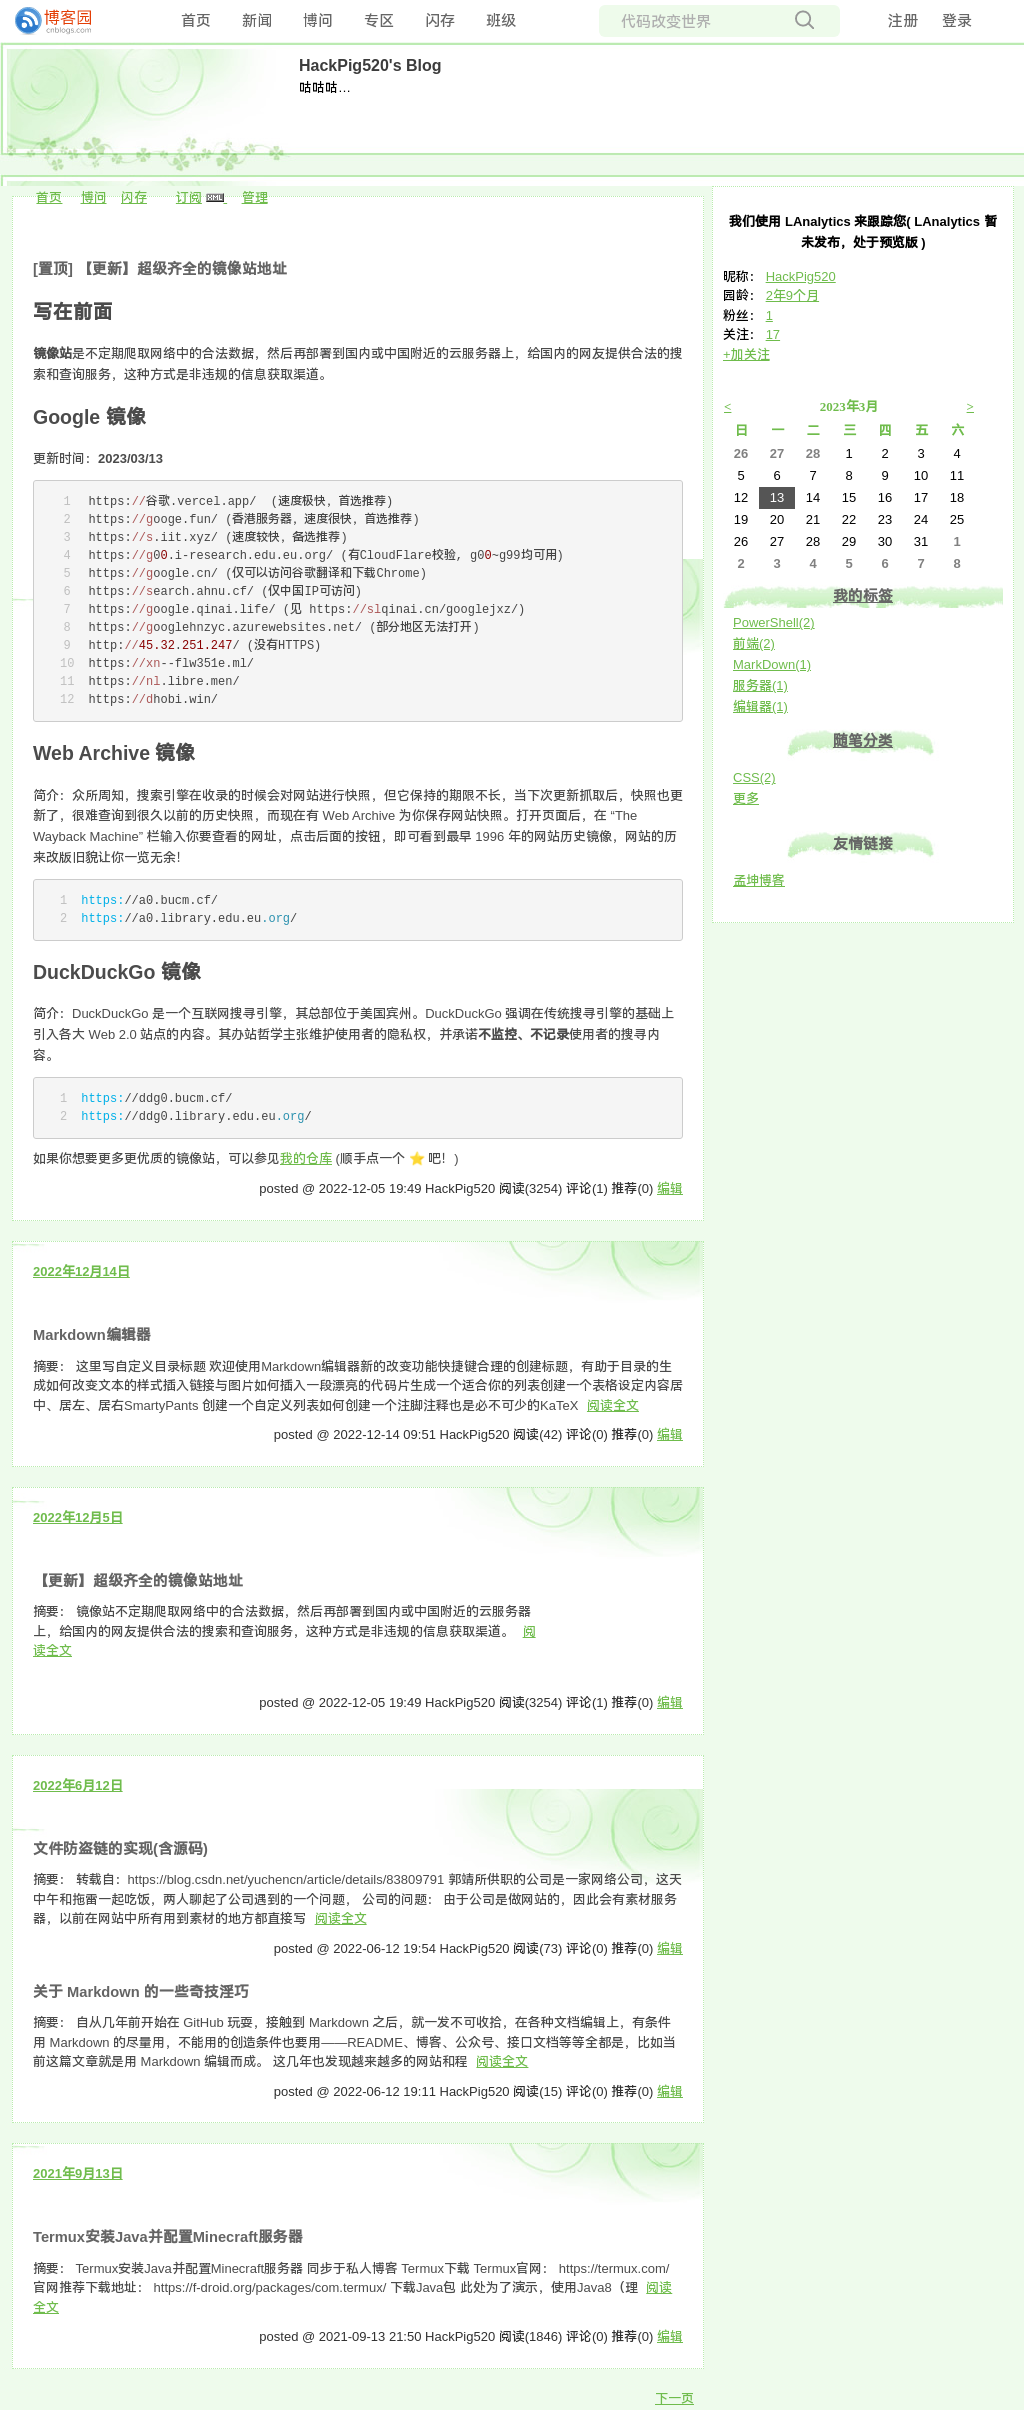 博客园
cnblogs.com
首页 新闻 博问 专区 闪存 班级 代码改变世界 注册 登录
HackPig520's Blog
咕咕咕...
首页 博问 闪存 订阅 XML 管理
[置顶] 【更新】超级齐全的镜像站地址
写在前面
镜像站是不定期爬取网络中的合法数据，然后再部署到国内或中国附近的云服务器上，给国内的网友提供合法的搜
索和查询服务，这种方式是非违规的信息获取渠道。
Google 镜像
更新时间：2023/03/13
1 https://谷歌.vercel.app/ (速度极快，首选推荐)
2 https://googe.fun/ (香港服务器，速度很快，首选推荐)
3 https://s.iit.xyz/ (速度较快，备选推荐)
4 https://g00.i-research.edu.eu.org/ (有CloudFlare校验, g00~g99均可用)
5 https://google.cn/ (仅可以访问谷歌翻译和下载Chrome)
6 https://search.ahnu.cf/ (仅中国IP可访问)
7 https://google.qinai.life/ (见 https://slqinai.cn/googlejxz/)
8 https://googlehnzyc.azurewebsites.net/ (部分地区无法打开)
9 http://45.32.251.247/ (没有HTTPS)
10 https://xn--flw351e.ml/
11 https://nl.libre.men/
12 https://dhobi.win/
Web Archive 镜像
简介：众所周知，搜索引擎在收录的时候会对网站进行快照，但它保持的期限不长，当下次更新抓取后，快照也更
新了，很难查询到很久以前的历史快照，而现在有 Web Archive 为你保存网站快照。打开页面后，在 “The
Wayback Machine” 栏输入你要查看的网址，点击后面的按钮，即可看到最早 1996 年的网站历史镜像，网站的历
来改版旧貌让你一览无余！
1 https://a0.bucm.cf/
2 https://a0.library.edu.eu.org/
DuckDuckGo 镜像
简介：DuckDuckGo 是一个互联网搜寻引擎，其总部位于美国宾州。DuckDuckGo 强调在传统搜寻引擎的基础上
引入各大 Web 2.0 站点的内容。其办站哲学主张维护使用者的隐私权，并承诺不监控、不记录使用者的搜寻内
容。
1 https://ddg0.bucm.cf/
2 https://ddg0.library.edu.eu.org/
如果你想要更多更优质的镜像站，可以参见我的仓库 (顺手点一个 ⭐ 吧！)
posted @ 2022-12-05 19:49 HackPig520 阅读(3254) 评论(1) 推荐(0) 编辑
2022年12月14日
Markdown编辑器
摘要： 这里写自定义目录标题 欢迎使用Markdown编辑器新的改变功能快捷键合理的创建标题，有助于目录的生
成如何改变文本的样式插入链接与图片如何插入一段漂亮的代码片生成一个适合你的列表创建一个表格设定内容居
中、居左、居右SmartyPants 创建一个自定义列表如何创建一个注脚注释也是必不可少的KaTeX 阅读全文
posted @ 2022-12-14 09:51 HackPig520 阅读(42) 评论(0) 推荐(0) 编辑
2022年12月5日
【更新】超级齐全的镜像站地址
摘要： 镜像站不定期爬取网络中的合法数据，然后再部署到国内或中国附近的云服务器
上，给国内的网友提供合法的搜索和查询服务，这种方式是非违规的信息获取渠道。 阅
读全文
posted @ 2022-12-05 19:49 HackPig520 阅读(3254) 评论(1) 推荐(0) 编辑
2022年6月12日
文件防盗链的实现(含源码)
摘要： 转载自：https://blog.csdn.net/yuchencn/article/details/83809791 郭靖所供职的公司是一家网络公司，这天
中午和拖雷一起吃饭，两人聊起了公司遇到的一个问题， 公司的问题： 由于公司是做网站的，因此会有素材服务
器，以前在网站中所有用到素材的地方都直接写 阅读全文
posted @ 2022-06-12 19:54 HackPig520 阅读(73) 评论(0) 推荐(0) 编辑
关于 Markdown 的一些奇技淫巧
摘要： 自从几年前开始在 GitHub 玩耍，接触到 Markdown 之后，就一发不可收拾，在各种文档编辑上，有条件
用 Markdown 的尽量用，不能用的创造条件也要用——README、博客、公众号、接口文档等等全都是，比如当
前这篇文章就是用 Markdown 编辑而成。 这几年也发现越来越多的网站和程 阅读全文
posted @ 2022-06-12 19:11 HackPig520 阅读(15) 评论(0) 推荐(0) 编辑
2021年9月13日
Termux安装Java并配置Minecraft服务器
摘要： Termux安装Java并配置Minecraft服务器 同步于私人博客 Termux下载 Termux官网： https://termux.com/
官网推荐下载地址： https://f-droid.org/packages/com.termux/ 下载Java包 此处为了演示，使用Java8（理 阅读
全文
posted @ 2021-09-13 21:50 HackPig520 阅读(1846) 评论(0) 推荐(0) 编辑
下一页
我们使用 LAnalytics 来跟踪您( LAnalytics 暂
未发布，处于预览版 )
昵称： HackPig520
园龄： 2年9个月
粉丝： 1
关注： 17
+加关注
< 2023年3月 >
日 一 二 三 四 五 六
26 27 28 1 2 3 4
5 6 7 8 9 10 11
12 13 14 15 16 17 18
19 20 21 22 23 24 25
26 27 28 29 30 31 1
2 3 4 5 6 7 8
我的标签
PowerShell(2)
前端(2)
MarkDown(1)
服务器(1)
编辑器(1)
随笔分类
CSS(2)
更多
友情链接
孟坤博客